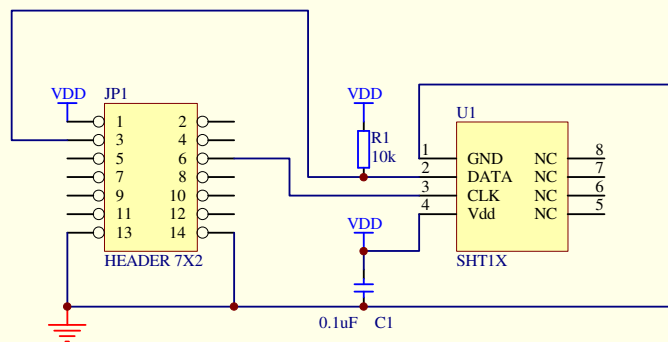 VDD
JP1
1 2
3 4
5 6
7 8
9 10
11 12
13 14
HEADER 7X2
VDD
R1
10k
VDD
0.1uF C1
U1
1 GND NC 8
2 DATA NC 7
3 CLK NC 6
4 Vdd NC 5
SHT1X